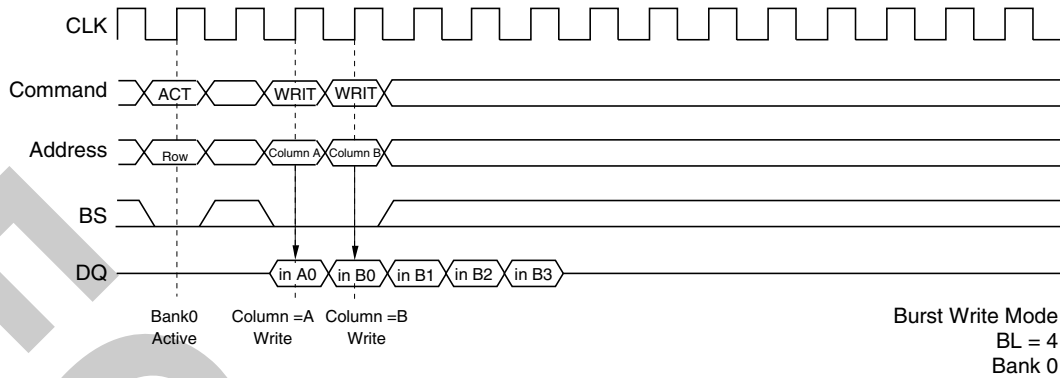 CLK
Command ACT WRIT WRIT
Address Row Column A Column B
BS
DQ in A0 in B0 in B1 in B2 in B3
Bank0 Column =A Column =B
Active Write Write
Burst Write Mode
BL = 4
Bank 0